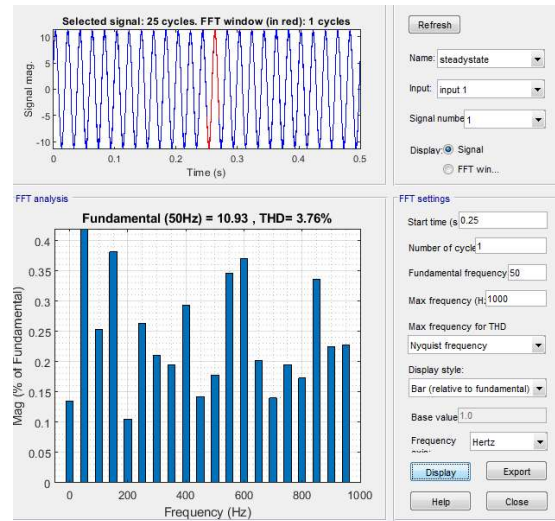 Selected signal: 25 cycles. FFT window (in red): 1 cycles
10
5
0
-5
-10
Signal mag.
0 0.1 0.2 0.3 0.4 0.5
Time (s)
Refresh
Name: steadystate
Input: input 1
Signal numbe 1
Display: Signal
FFT win...
FFT analysis
Fundamental (50Hz) = 10.93 , THD= 3.76%
0.4
0.35
0.3
0.25
0.2
0.15
0.1
0.05
0
Mag (% of Fundamental)
0 200 400 600 800 1000
Frequency (Hz)
FFT settings
Start time (s 0.25
Number of cycle 1
Fundamental frequency 50
Max frequency (H: 1000
Max frequency for THD
Nyquist frequency
Display style:
Bar (relative to fundamental)
Base value 1.0
Frequency Hertz
Display Export
Help Close